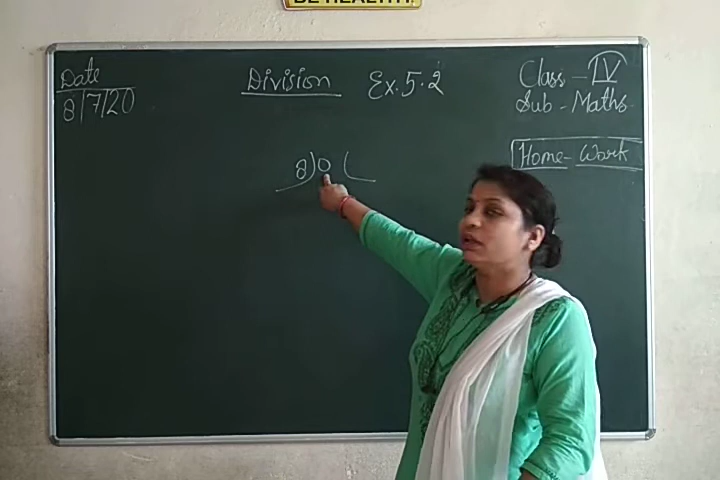 BE HEALTHY!
Date
8/7/20
Division Ex. 5.2
Class - IV
Sub - Maths
Home-Work
8)0(